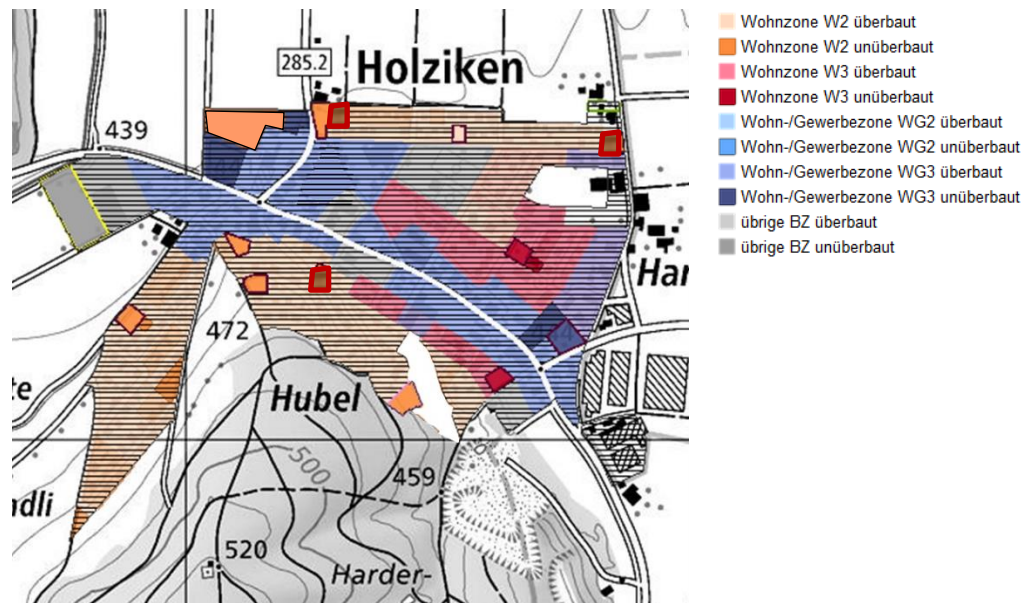 Holziken
285.2
439
Har
472
te
Hubel
500
459
ndli
520
Harder-
Wohnzone W2 überbaut
Wohnzone W2 unüberbaut
Wohnzone W3 überbaut
Wohnzone W3 unüberbaut
Wohn-/Gewerbezone WG2 überbaut
Wohn-/Gewerbezone WG2 unüberbaut
Wohn-/Gewerbezone WG3 überbaut
Wohn-/Gewerbezone WG3 unüberbaut
übrige BZ überbaut
übrige BZ unüberbaut